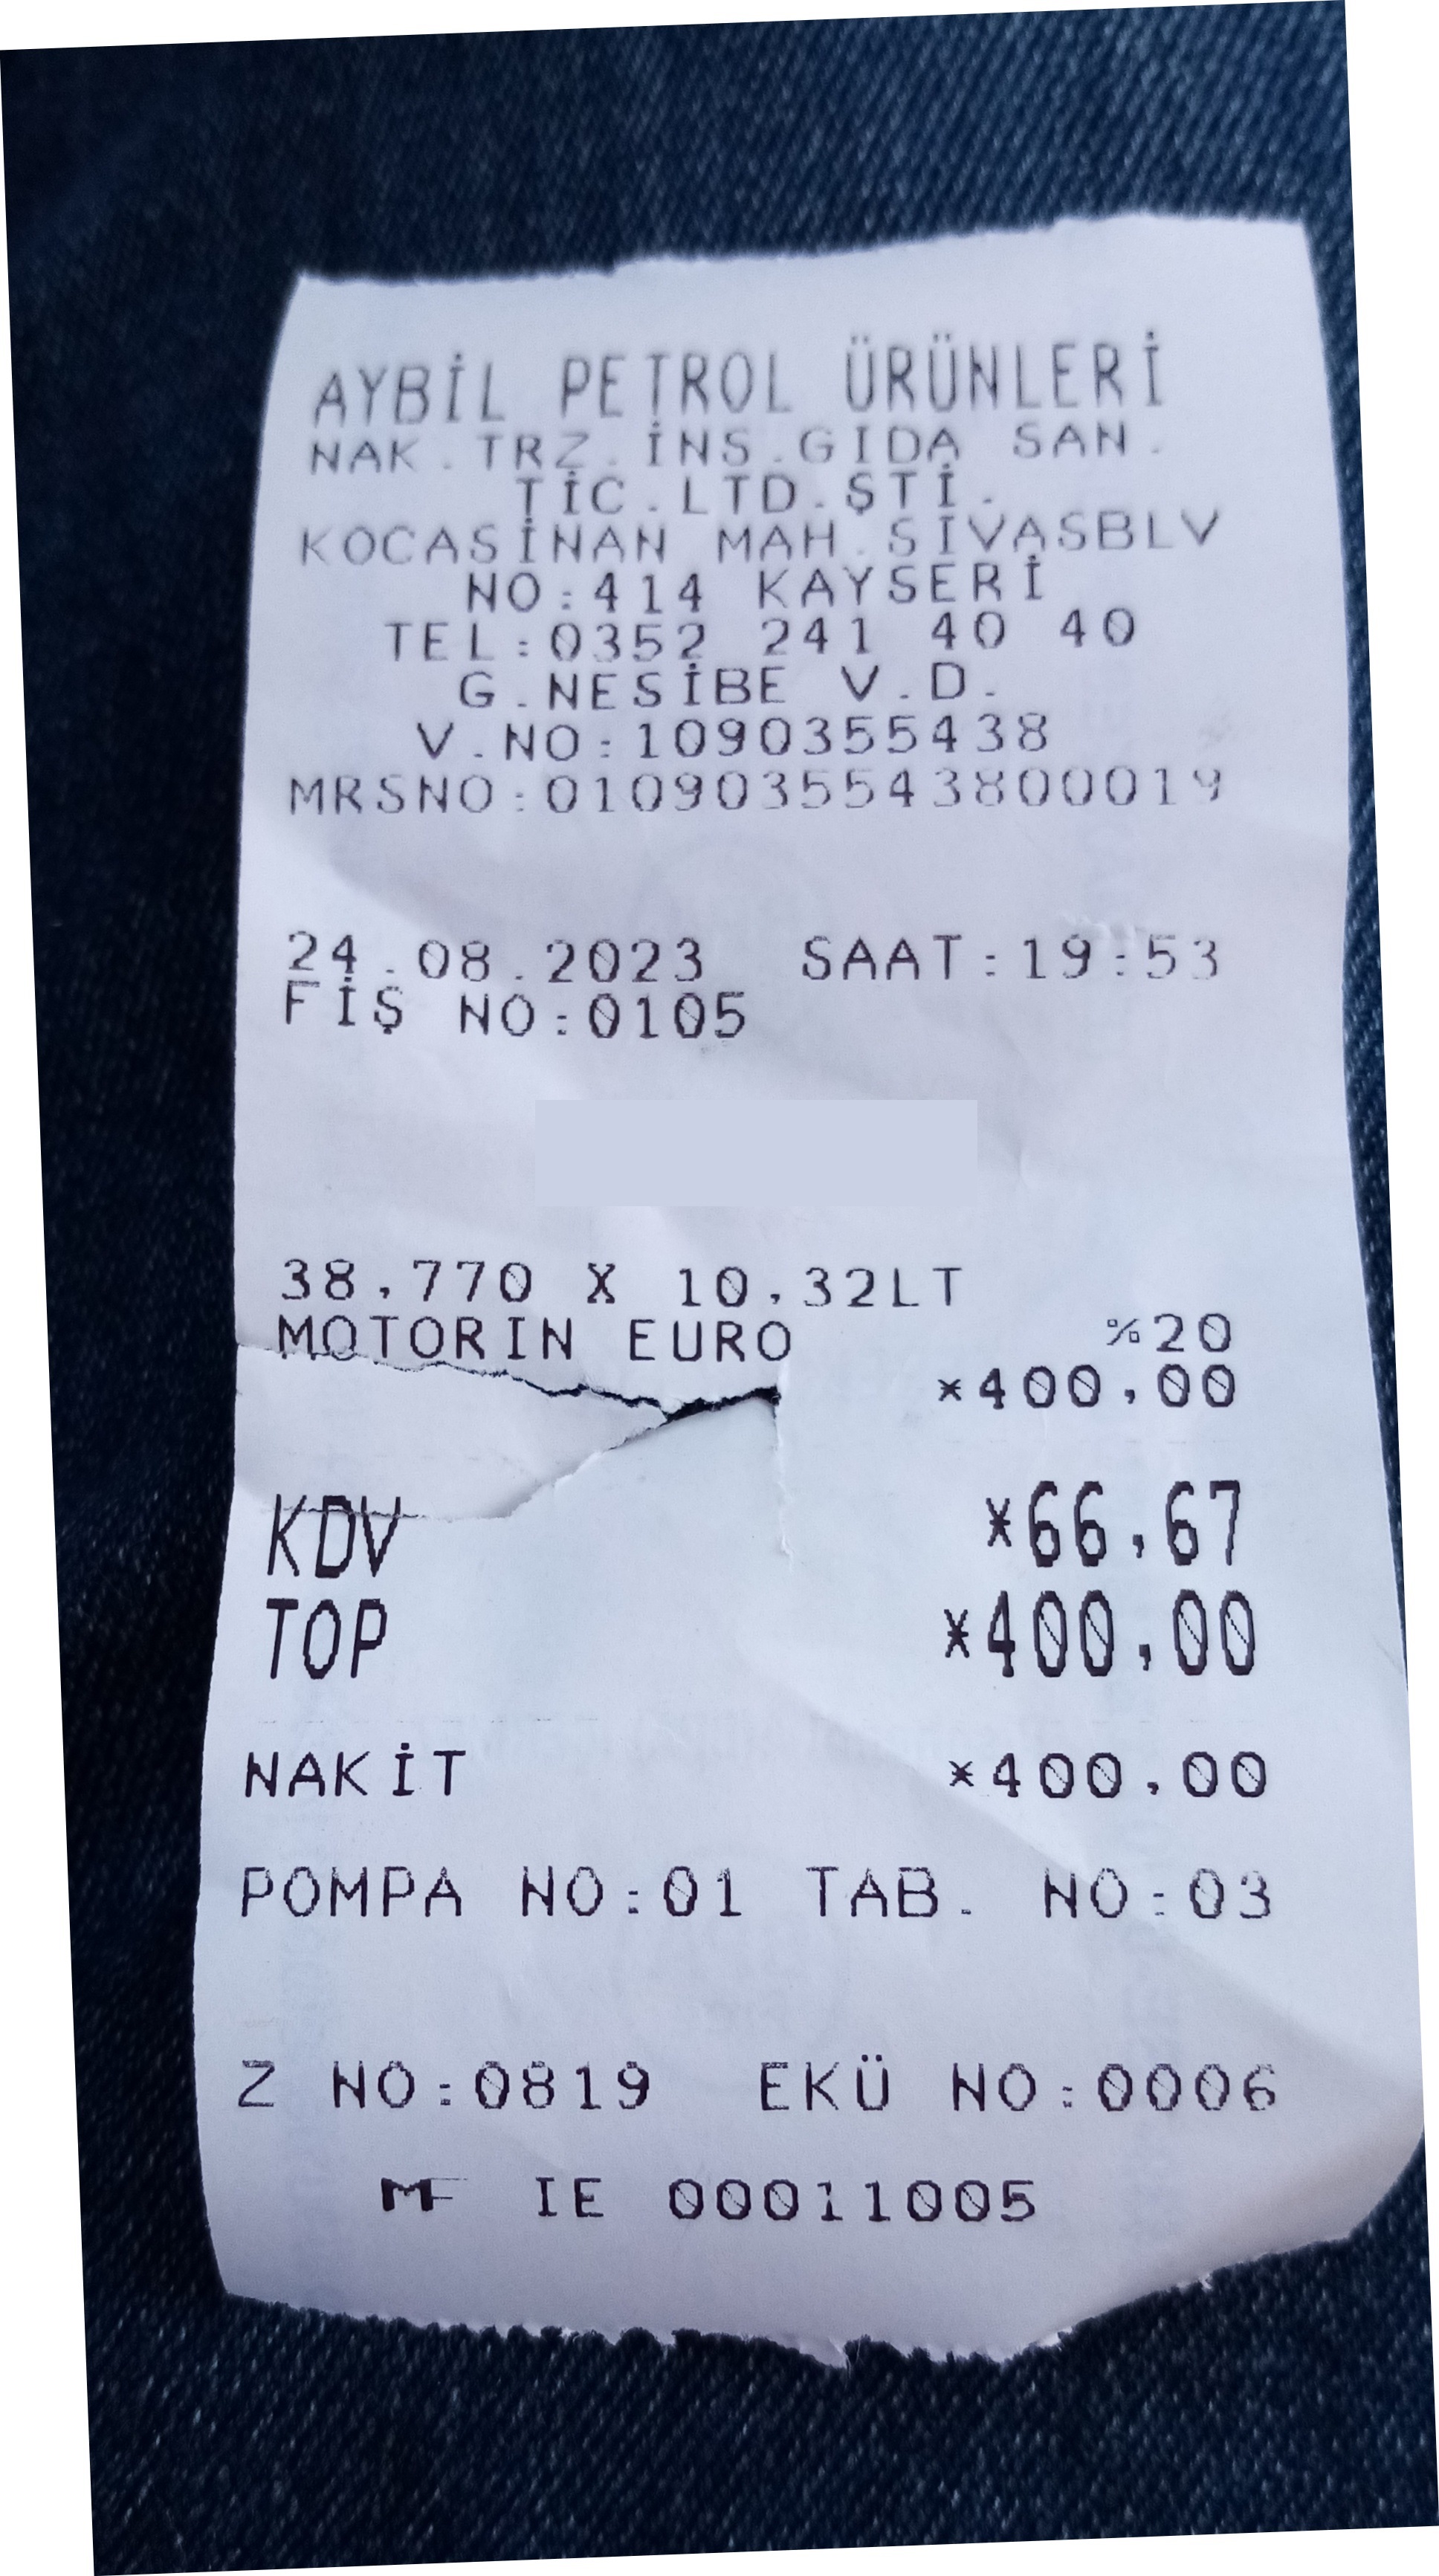 AYBİL PETROL ÜRÜNLERİ
NAK.TRZ.İNS.GIDA SAN.
TİC.LTD.ŞTİ.
KOCASİNAN MAH.SIVASBLV
NO:414 KAYSERİ
TEL:0352 241 40 40
G.NESİBE V.D.
V.NO:1090355438
MRSNO:0109035543800019
24.08.2023 SAAT:19:53
FİŞ NO:0105
38,770 X 10,32LT
MOTORIN EURO %20
*400,00
KDV *66,67
TOP *400,00
NAKİT *400,00
POMPA NO:01 TAB. NO:03
Z NO:0819 EKÜ NO:0006
MF IE 00011005